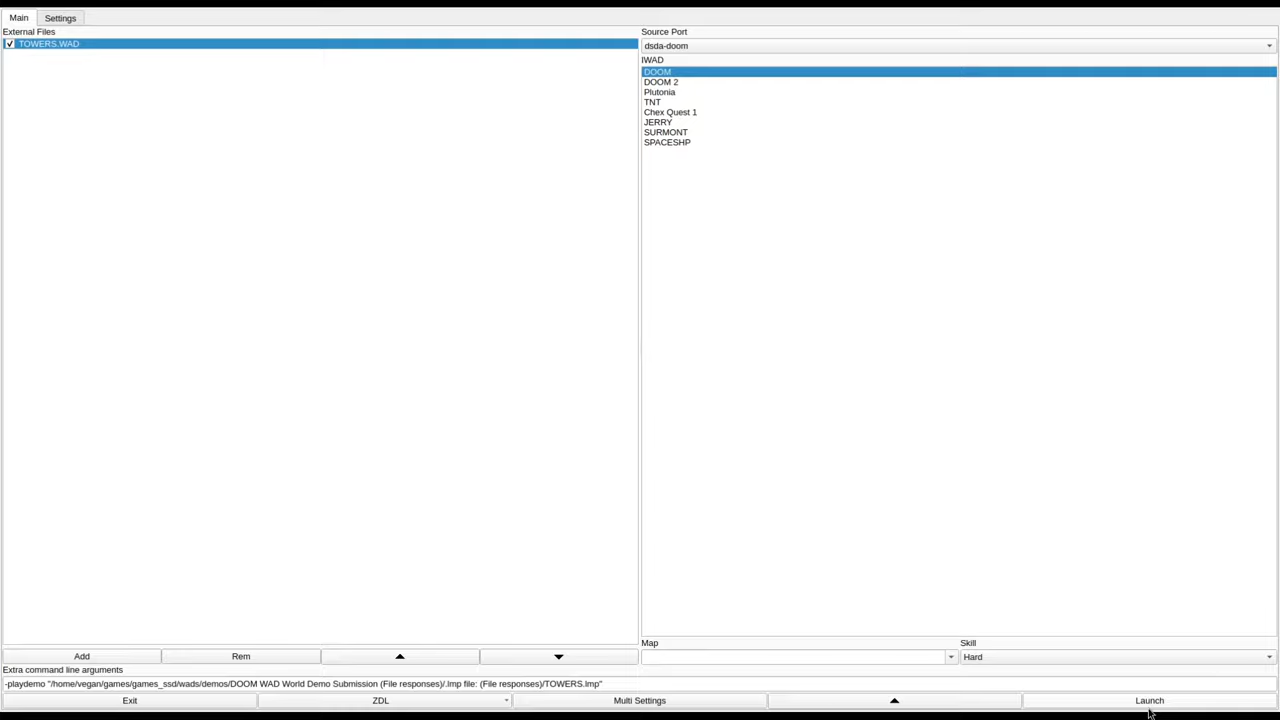 Main
Settings
External Files
TOWERS.WAD
Source Port
dsda-doom
IWAD
DOOM
DOOM 2
Plutonia
TNT
Chex Quest 1
JERRY
SURMONT
SPACESHP
Map
Skill
Hard
Add
Rem
Extra command line arguments
-playdemo "/home/vegan/games/games_ssd/wads/demos/DOOM WAD World Demo Submission (File responses)/.lmp file: (File responses)/TOWERS.lmp"
Exit
ZDL
Multi Settings
Launch